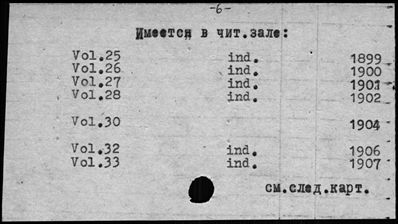 -6-
Имеется в чит.зале:
Vol.25 ind. 1899
Vol.26 ind. 1900
Vol.27 ind. 1901
Vol.28 ind. 1902
Vol.30 1904
Vol.32 ind. 1906
Vol.33 ind. 1907
см.след.карт.